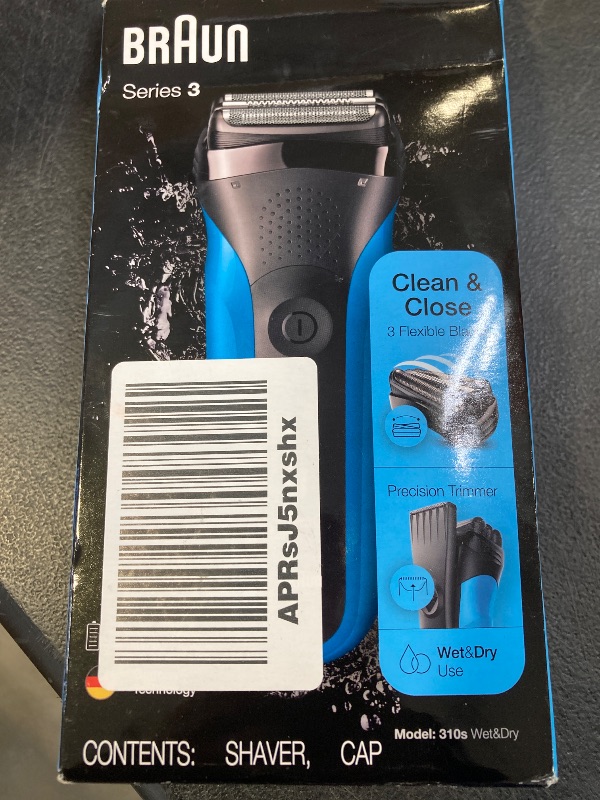 BRAUN
Series 3
Clean &
Close
3 Flexible
Precision Trimmer
APRsJ5nxshx
Wet&Dry
Use
Technology
Model: 310s Wet&Dry
CONTENTS: SHAVER, CAP